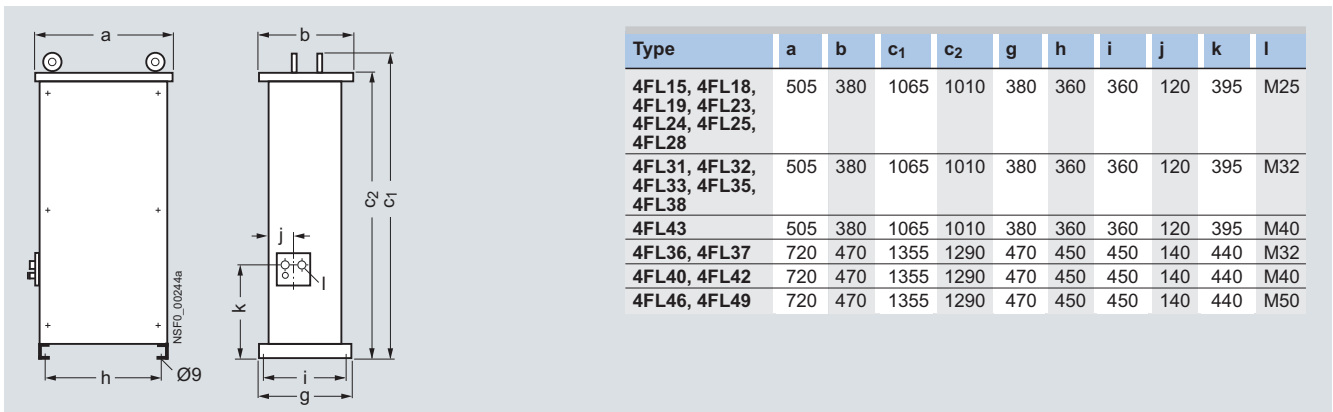 a
b
c2
c1
j
l
k
NSF0_00244a
h
Ø9
i
g
Type a b c1 c2 g h i j k l
4FL15, 4FL18, 505 380 1065 1010 380 360 360 120 395 M25
4FL19, 4FL23,
4FL24, 4FL25,
4FL28
4FL31, 4FL32, 505 380 1065 1010 380 360 360 120 395 M32
4FL33, 4FL35,
4FL38
4FL43 505 380 1065 1010 380 360 360 120 395 M40
4FL36, 4FL37 720 470 1355 1290 470 450 450 140 440 M32
4FL40, 4FL42 720 470 1355 1290 470 450 450 140 440 M40
4FL46, 4FL49 720 470 1355 1290 470 450 450 140 440 M50